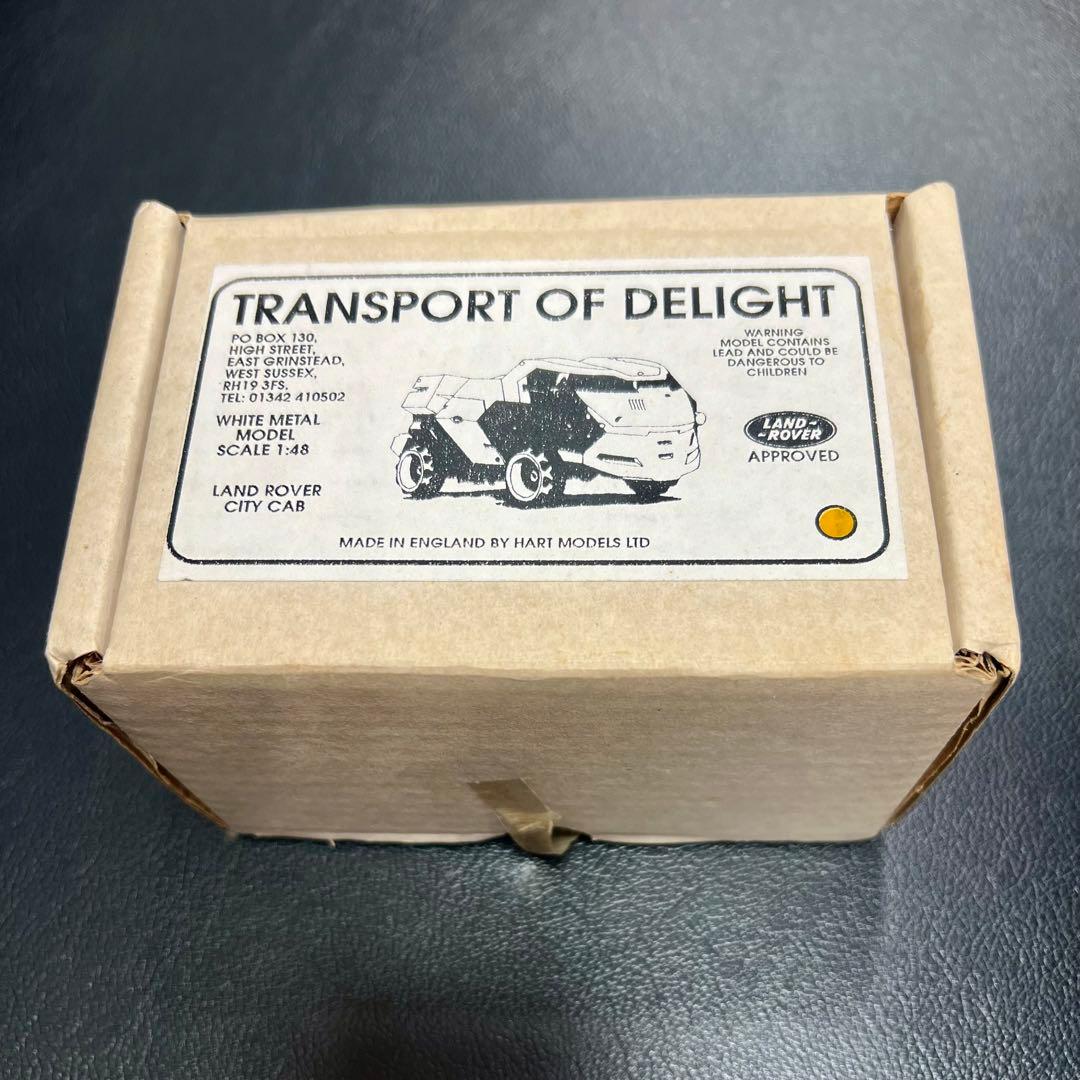 TRANSPORT OF DELIGHT
PO BOX 130,
HIGH STREET,
EAST GRINSTEAD,
WEST SUSSEX,
RH19 3FS.
TEL: 01342 410502
WHITE METAL
MODEL
SCALE 1:48
LAND ROVER
CITY CAB
WARNING
MODEL CONTAINS
LEAD AND COULD BE
DANGEROUS TO
CHILDREN
LAND~
~ROVER
APPROVED
MADE IN ENGLAND BY HART MODELS LTD